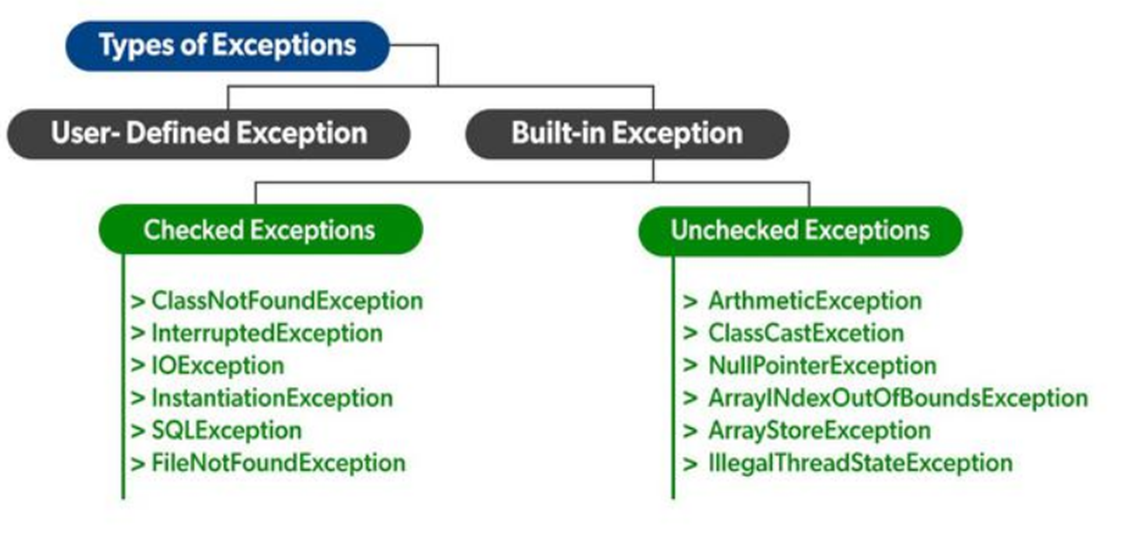 Types of Exceptions
User- Defined Exception
Built-in Exception
Checked Exceptions
> ClassNotFoundException
> InterruptedException
> IOException
> InstantiationException
> SQLException
> FileNotFoundException
Unchecked Exceptions
> ArthmeticException
> ClassCastExcetion
> NullPointerException
> ArrayINdexOutOfBoundsException
> ArrayStoreException
> IllegalThreadStateException